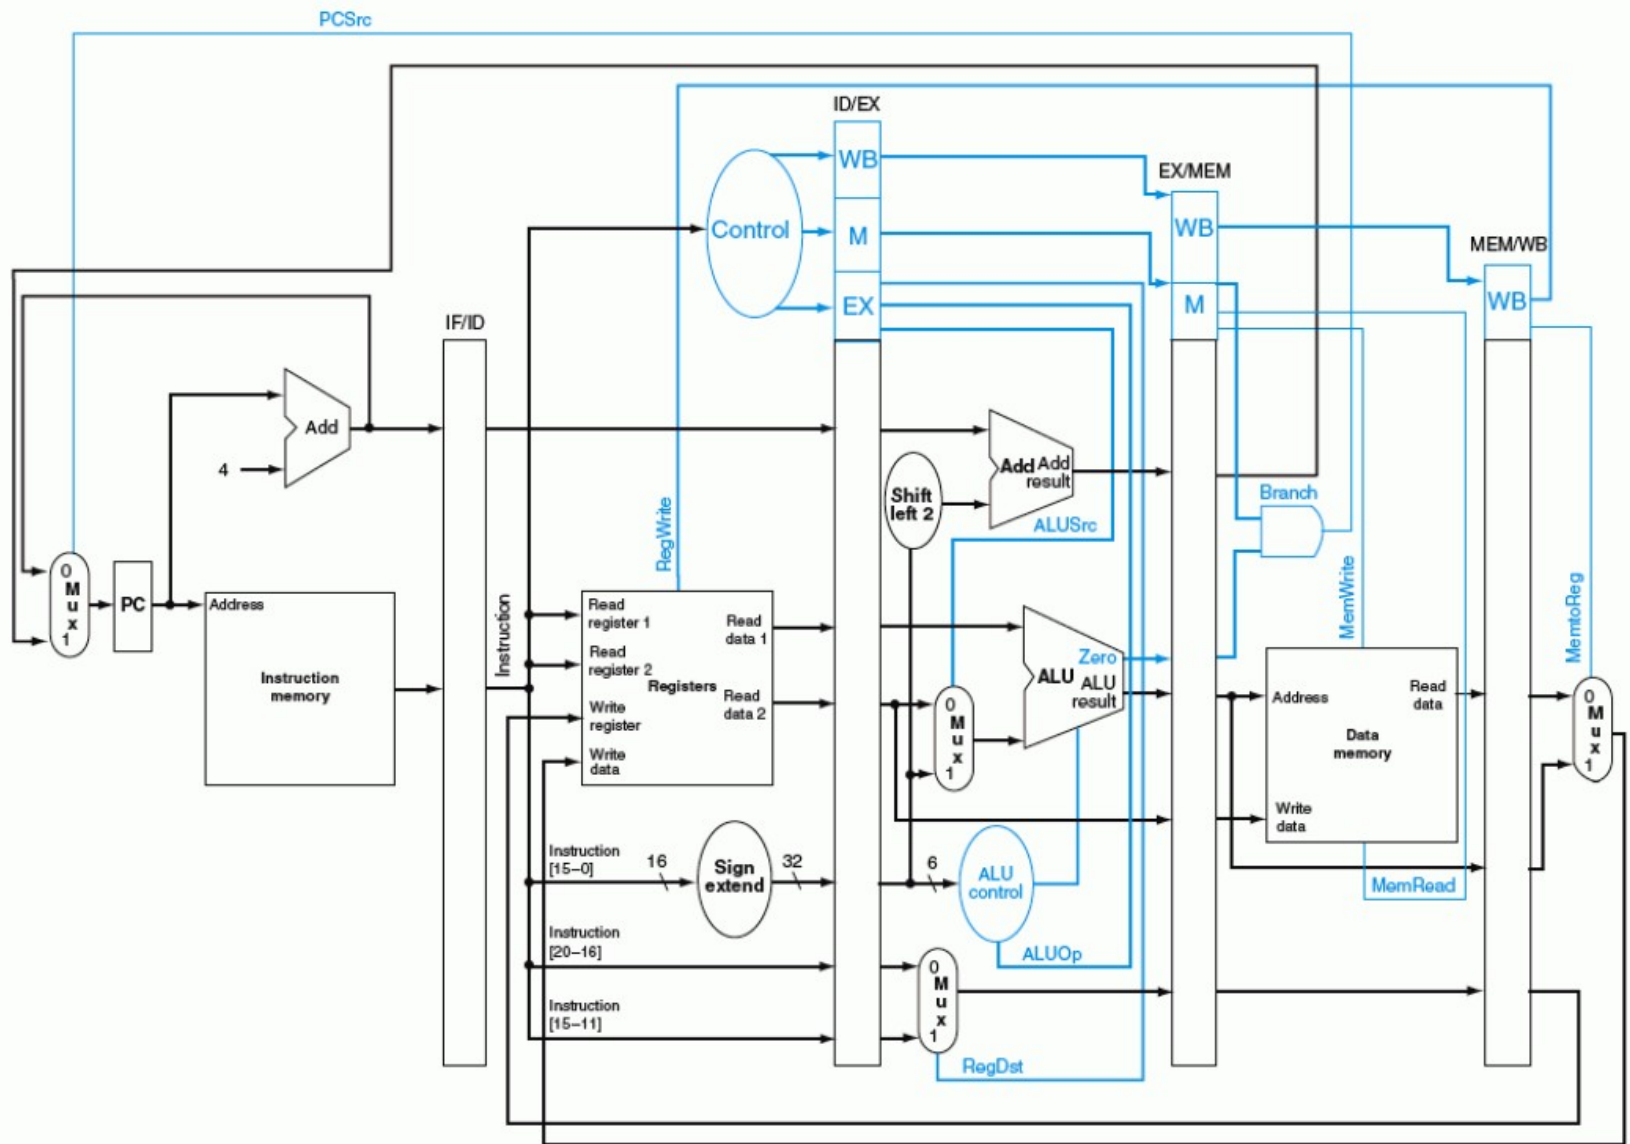 PCSrc
ID/EX
WB
EX/MEM
Control
M
WB
MEM/WB
EX
M
WB
IF/ID
Add
4
Add Add
result
Shift
left 2
Branch
ALUSrc
RegWrite
0
M
u
x
1
PC
Address
Instruction
memory
Instruction
Read
register 1
Read
register 2
Write
register
Write
data
Registers
Read
data 1
Read
data 2
0
M
u
x
1
Zero
ALU
ALU
result
MemWrite
Address
Read
data
Data
memory
Write
data
MemtoReg
0
M
u
x
1
MemRead
Instruction
[15–0]
16
Sign
extend
32
6
ALU
control
Instruction
[20–16]
ALUOp
0
M
u
x
1
Instruction
[15–11]
RegDst